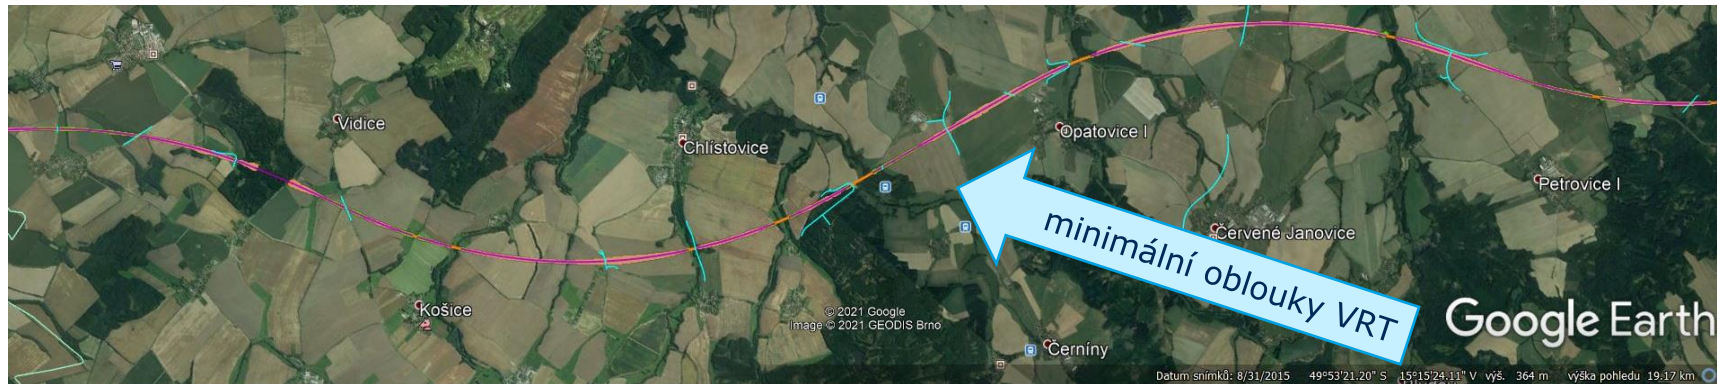 Vidice
Chlístovice
Opatovice I
Petrovice I
Červené Janovice
minimální oblouky VRT
Košice
© 2021 Google
Image © 2021 GEODIS Brno
Google Earth
Černíny
Datum snímků: 8/31/2015 49°53'21.20" S 15°15'24.11" V výš. 364 m výška pohledu 19.17 km